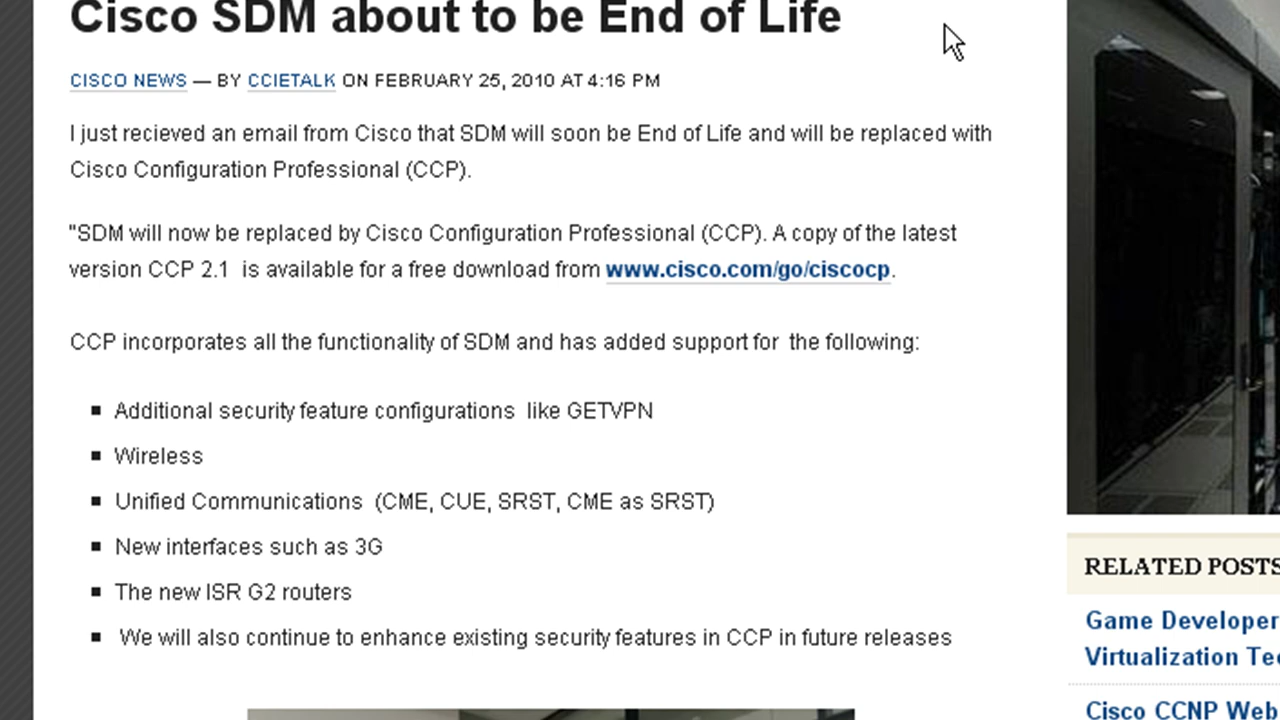 Cisco SDM about to be End of Life
CISCO NEWS — BY CCIETALK ON FEBRUARY 25, 2010 AT 4:16 PM
I just recieved an email from Cisco that SDM will soon be End of Life and will be replaced with
Cisco Configuration Professional (CCP).
"SDM will now be replaced by Cisco Configuration Professional (CCP). A copy of the latest
version CCP 2.1 is available for a free download from www.cisco.com/go/ciscocp.
CCP incorporates all the functionality of SDM and has added support for the following:
Additional security feature configurations like GETVPN
Wireless
Unified Communications (CME, CUE, SRST, CME as SRST)
New interfaces such as 3G
The new ISR G2 routers
We will also continue to enhance existing security features in CCP in future releases
RELATED POSTS
Game Developer
Virtualization Tec
Cisco CCNP Web